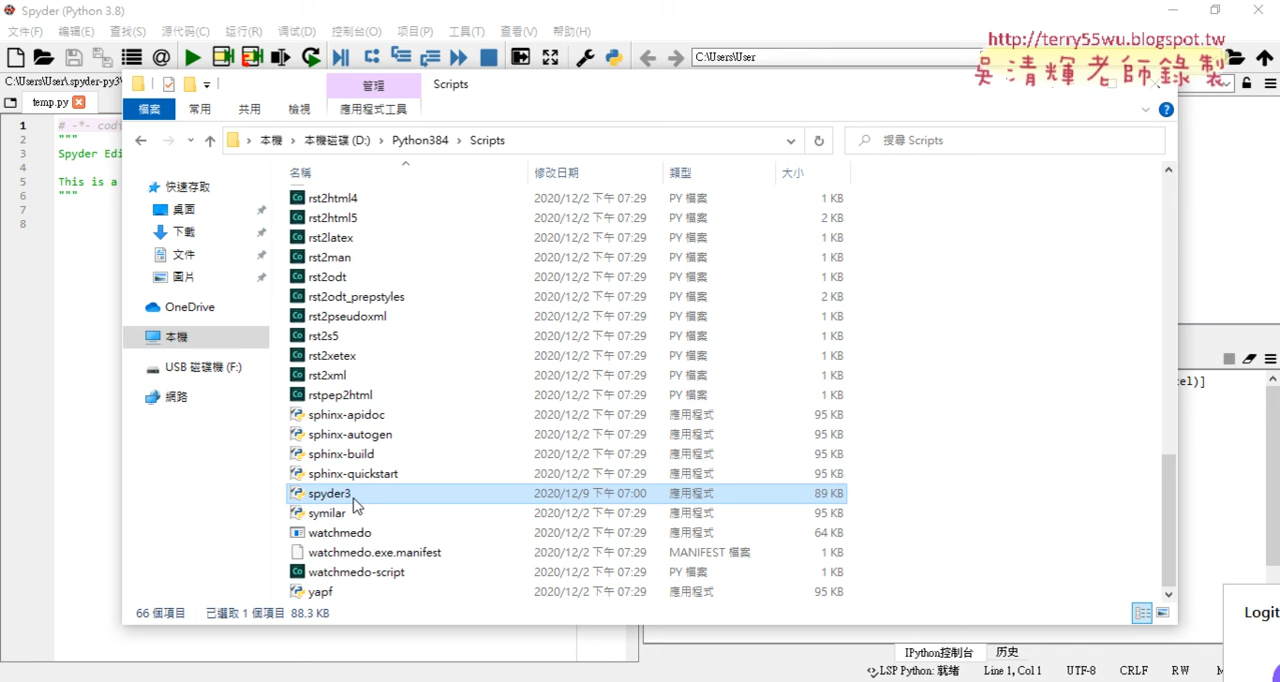 Spyder (Python 3.8)
文件(F) 编辑(E) 查找(S) 源代码(C) 运行(R) 调试(D) 控制台(O) 项目(P) 工具(T) 查看(V) 帮助(H)
http://terry55wu.blogspot.tw
吳清輝老師錄製
C:\Users\User
C:\Users\User\.spyder-py3\
temp.py
1 # -*- codi
2 """
3 Spyder Edi
4
5 This is a
6 """
7
8
管理 Scripts
檔案 常用 共用 檢視 應用程式工具
本機 本機磁碟 (D:) Python384 Scripts
搜尋 Scripts
快速存取
桌面
下載
文件
圖片
OneDrive
本機
USB 磁碟機 (F:)
網路
名稱 修改日期 類型 大小
rst2html4 2020/12/2 下午 07:29 PY 檔案 1 KB
rst2html5 2020/12/2 下午 07:29 PY 檔案 2 KB
rst2latex 2020/12/2 下午 07:29 PY 檔案 1 KB
rst2man 2020/12/2 下午 07:29 PY 檔案 1 KB
rst2odt 2020/12/2 下午 07:29 PY 檔案 1 KB
rst2odt_prepstyles 2020/12/2 下午 07:29 PY 檔案 2 KB
rst2pseudoxml 2020/12/2 下午 07:29 PY 檔案 1 KB
rst2s5 2020/12/2 下午 07:29 PY 檔案 1 KB
rst2xetex 2020/12/2 下午 07:29 PY 檔案 1 KB
rst2xml 2020/12/2 下午 07:29 PY 檔案 1 KB
rstpep2html 2020/12/2 下午 07:29 PY 檔案 1 KB
sphinx-apidoc 2020/12/2 下午 07:29 應用程式 95 KB
sphinx-autogen 2020/12/2 下午 07:29 應用程式 95 KB
sphinx-build 2020/12/2 下午 07:29 應用程式 95 KB
sphinx-quickstart 2020/12/2 下午 07:29 應用程式 95 KB
spyder3 2020/12/9 下午 07:00 應用程式 89 KB
symilar 2020/12/2 下午 07:29 應用程式 95 KB
watchmedo 2020/12/2 下午 07:29 應用程式 64 KB
watchmedo.exe.manifest 2020/12/2 下午 07:29 MANIFEST 檔案 1 KB
watchmedo-script 2020/12/2 下午 07:29 PY 檔案 1 KB
yapf 2020/12/2 下午 07:29 應用程式 95 KB
66 個項目 已選取 1 個項目 88.3 KB
tel)]
Logit
IPython控制台 历史
LSP Python: 就绪 Line 1, Col 1 UTF-8 CRLF RW